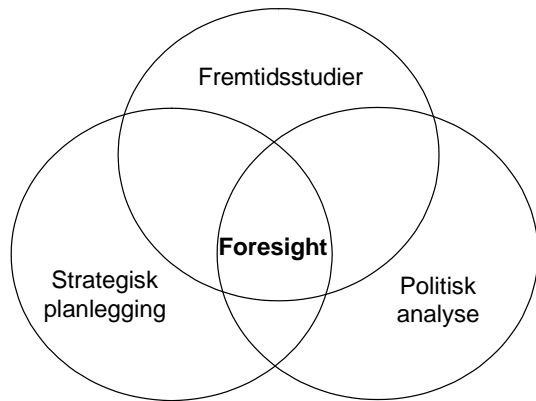 Fremtidsstudier
Foresight
Strategisk
planlegging
Politisk
analyse